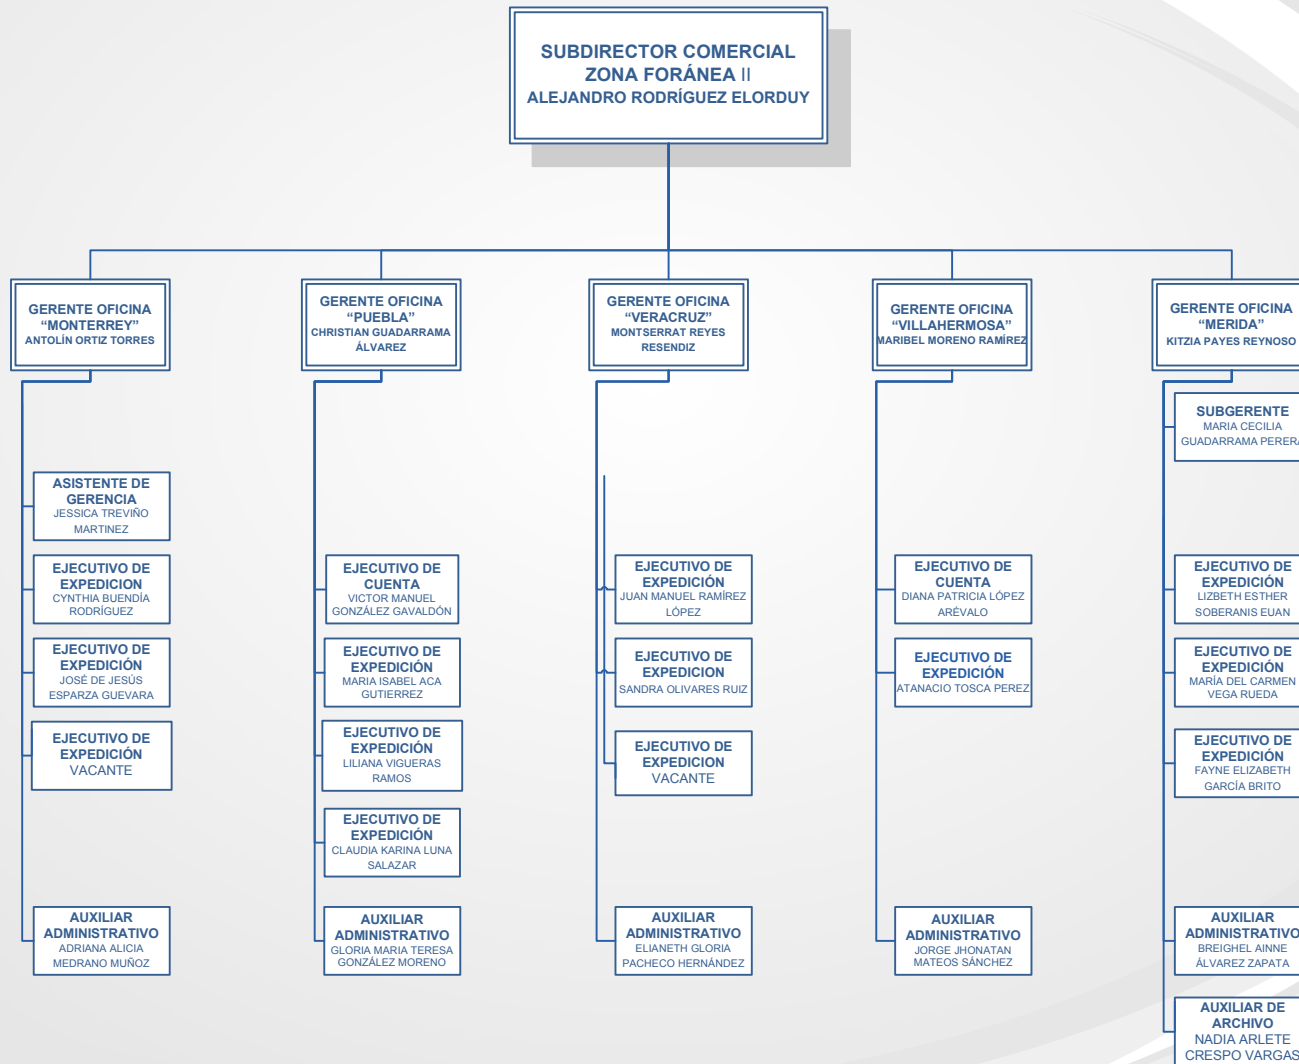 SUBDIRECTOR COMERCIAL
ZONA FORÁNEA II
ALEJANDRO RODRÍGUEZ ELORDUY
GERENTE OFICINA
“MONTERREY”
ANTOLÍN ORTIZ TORRES
ASISTENTE DE
GERENCIA
JESSICA TREVIÑO
MARTINEZ
EJECUTIVO DE
EXPEDICION
CYNTHIA BUENDÍA
RODRÍGUEZ
EJECUTIVO DE
EXPEDICIÓN
JOSÉ DE JESÚS
ESPARZA GUEVARA
EJECUTIVO DE
EXPEDICIÓN
VACANTE
AUXILIAR
ADMINISTRATIVO
ADRIANA ALICIA
MEDRANO MUÑOZ
GERENTE OFICINA
“PUEBLA”
CHRISTIAN GUADARRAMA
ÁLVAREZ
EJECUTIVO DE
CUENTA
VICTOR MANUEL
GONZÁLEZ GAVALDÓN
EJECUTIVO DE
EXPEDICIÓN
MARIA ISABEL ACA
GUTIERREZ
EJECUTIVO DE
EXPEDICIÓN
LILIANA VIGUERAS
RAMOS
EJECUTIVO DE
EXPEDICIÓN
CLAUDIA KARINA LUNA
SALAZAR
AUXILIAR
ADMINISTRATIVO
GLORIA MARIA TERESA
GONZÁLEZ MORENO
GERENTE OFICINA
“VERACRUZ”
MONTSERRAT REYES
RESENDIZ
EJECUTIVO DE
EXPEDICIÓN
JUAN MANUEL RAMÍREZ
LÓPEZ
EJECUTIVO DE
EXPEDICION
SANDRA OLIVARES RUIZ
EJECUTIVO DE
EXPEDICION
VACANTE
AUXILIAR
ADMINISTRATIVO
ELIANETH GLORIA
PACHECO HERNÁNDEZ
GERENTE OFICINA
“VILLAHERMOSA”
MARIBEL MORENO RAMÍREZ
EJECUTIVO DE
CUENTA
DIANA PATRICIA LÓPEZ
ARÉVALO
EJECUTIVO DE
EXPEDICIÓN
ATANACIO TOSCA PEREZ
AUXILIAR
ADMINISTRATIVO
JORGE JHONATAN
MATEOS SÁNCHEZ
GERENTE OFICINA
“MERIDA”
KITZIA PAYES REYNOSO
SUBGERENTE
MARIA CECILIA
GUADARRAMA PERERA
EJECUTIVO DE
EXPEDICIÓN
LIZBETH ESTHER
SOBERANIS EUAN
EJECUTIVO DE
EXPEDICIÓN
MARÍA DEL CARMEN
VEGA RUEDA
EJECUTIVO DE
EXPEDICIÓN
FAYNE ELIZABETH
GARCÍA BRITO
AUXILIAR
ADMINISTRATIVO
BREIGHEL AINNE
ÁLVAREZ ZAPATA
AUXILIAR DE
ARCHIVO
NADIA ARLETE
CRESPO VARGAS